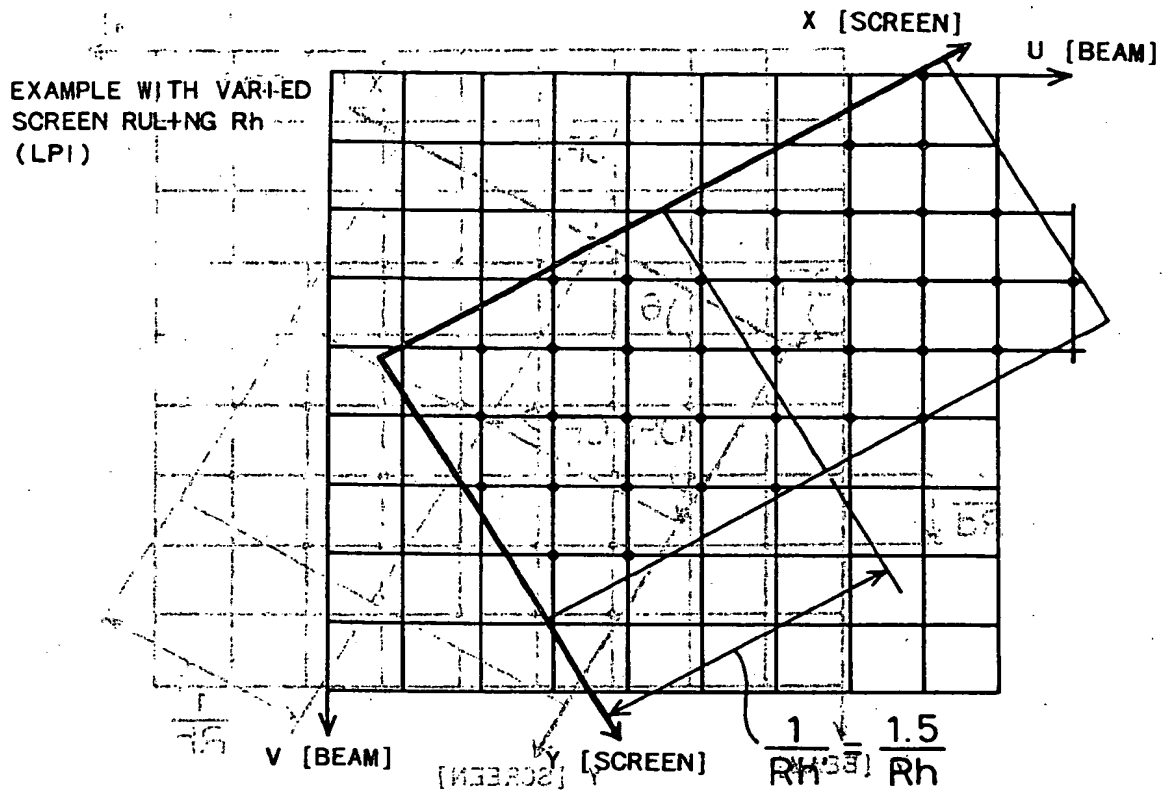 X [SCREEN]
U [BEAM]
EXAMPLE WITH VARIED
SCREEN RULING Rh
(LPI)
V [BEAM]
Y [SCREEN]
1/Rh' = 1.5/Rh